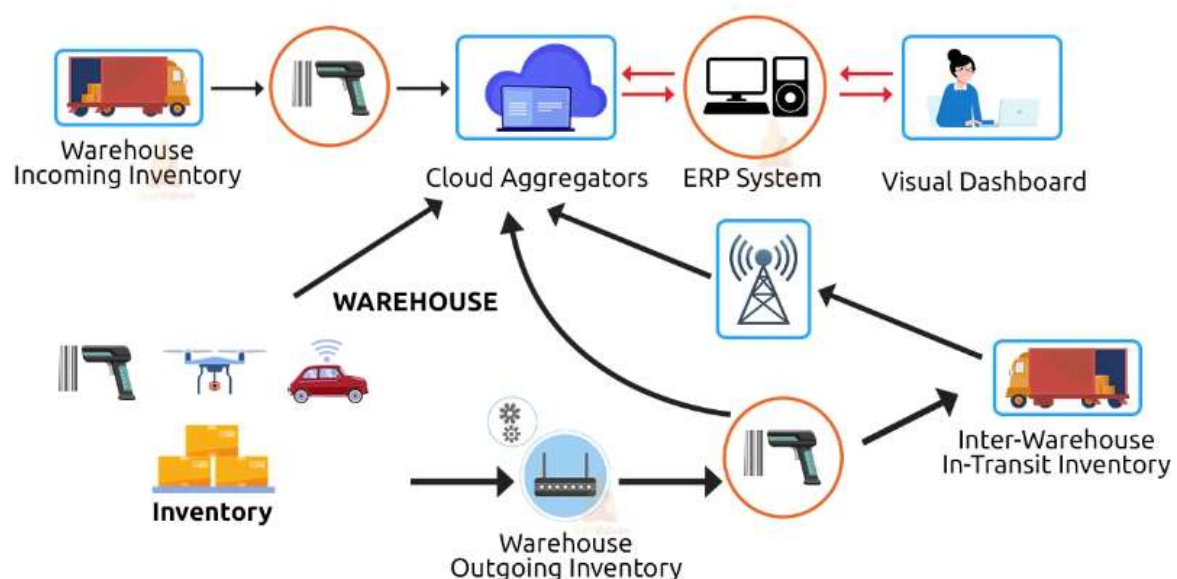 Warehouse
Incoming Inventory
Cloud Aggregators
ERP System
Visual Dashboard
WAREHOUSE
Inter-Warehouse
In-Transit Inventory
Inventory
Warehouse
Outgoing Inventory